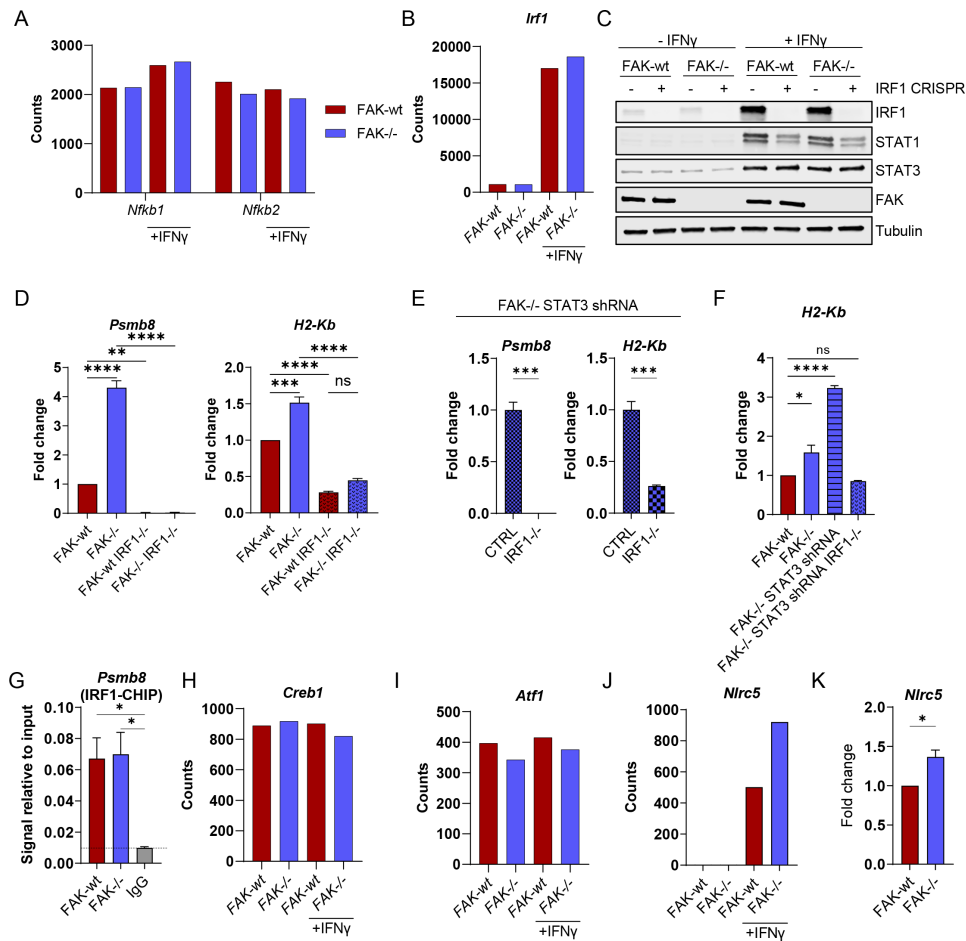 A
3000
2000
1000
0
Counts
Nfkb1
Nfkb2
+IFNγ
+IFNγ
FAK-wt
FAK-/-
B
Irf1
20000
15000
10000
5000
0
Counts
FAK-wt
FAK-/-
FAK-wt
FAK-/-
+IFNγ
C
- IFNγ
+ IFNγ
FAK-wt
FAK-/-
FAK-wt
FAK-/-
- + - + - + - + IRF1 CRISPR
IRF1
STAT1
STAT3
FAK
Tubulin
D
Psmb8
****
**
****
5
4
3
2
1
0
Fold change
FAK-wt
FAK-/-
FAK-wt IRF1-/-
FAK-/- IRF1-/-
H2-Kb
****
****
***
ns
2.0
1.5
1.0
0.5
0.0
Fold change
FAK-wt
FAK-/-
FAK-wt IRF1-/-
FAK-/- IRF1-/-
E
FAK-/- STAT3 shRNA
Psmb8
***
1.5
1.0
0.5
0.0
Fold change
CTRL
IRF1-/-
H2-Kb
***
1.5
1.0
0.5
0.0
Fold change
CTRL
IRF1-/-
F
H2-Kb
ns
****
*
4
3
2
1
0
Fold change
FAK-wt
FAK-/-
FAK-/- STAT3 shRNA
FAK-/- STAT3 shRNA IRF1-/-
G
Psmb8
(IRF1-CHIP)
*
*
0.10
0.08
0.06
0.04
0.02
0.00
Signal relative to input
FAK-wt
FAK-/-
IgG
H
Creb1
1000
800
600
400
200
0
Counts
FAK-wt
FAK-/-
FAK-wt
FAK-/-
+IFNγ
I
Atf1
500
400
300
200
100
0
Counts
FAK-wt
FAK-/-
FAK-wt
FAK-/-
+IFNγ
J
Nlrc5
1000
800
600
400
200
0
Counts
FAK-wt
FAK-/-
FAK-wt
FAK-/-
+IFNγ
K
Nlrc5
*
2.0
1.5
1.0
0.5
0.0
Fold change
FAK-wt
FAK-/-